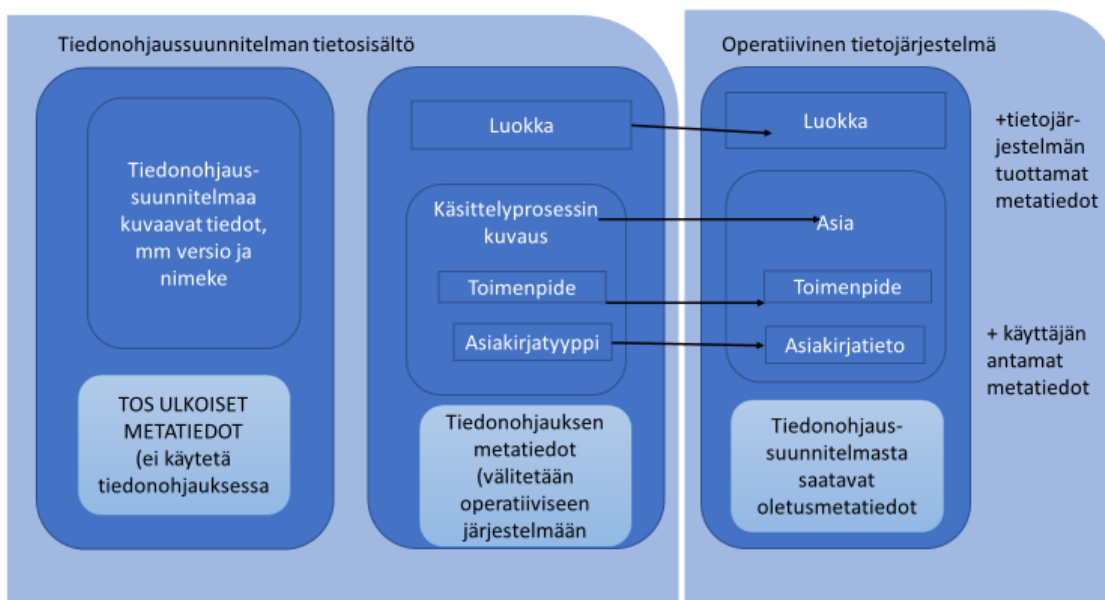 Tiedonohjaussuunnitelman tietosisältö
Tiedonohjaus-
suunnitelmaa
kuvaavat tiedot,
mm versio ja
nimeke
TOS ULKOISET
METATIEDOT
(ei käytetä
tiedonohjauksessa
Luokka
Käsittelyprosessin
kuvaus
Toimenpide
Asiakirjatyyppi
Tiedonohjauksen
metatiedot
(välitetään
operatiiviseen
järjestelmään
Operatiivinen tietojärjestelmä
Luokka
Asia
Toimenpide
Asiakirjatieto
Tiedonohjaus-
suunnitelmasta
saatavat
oletusmetatiedot
+tietojär-
jestelmän
tuottamat
metatiedot
+ käyttäjän
antamat
metatiedot